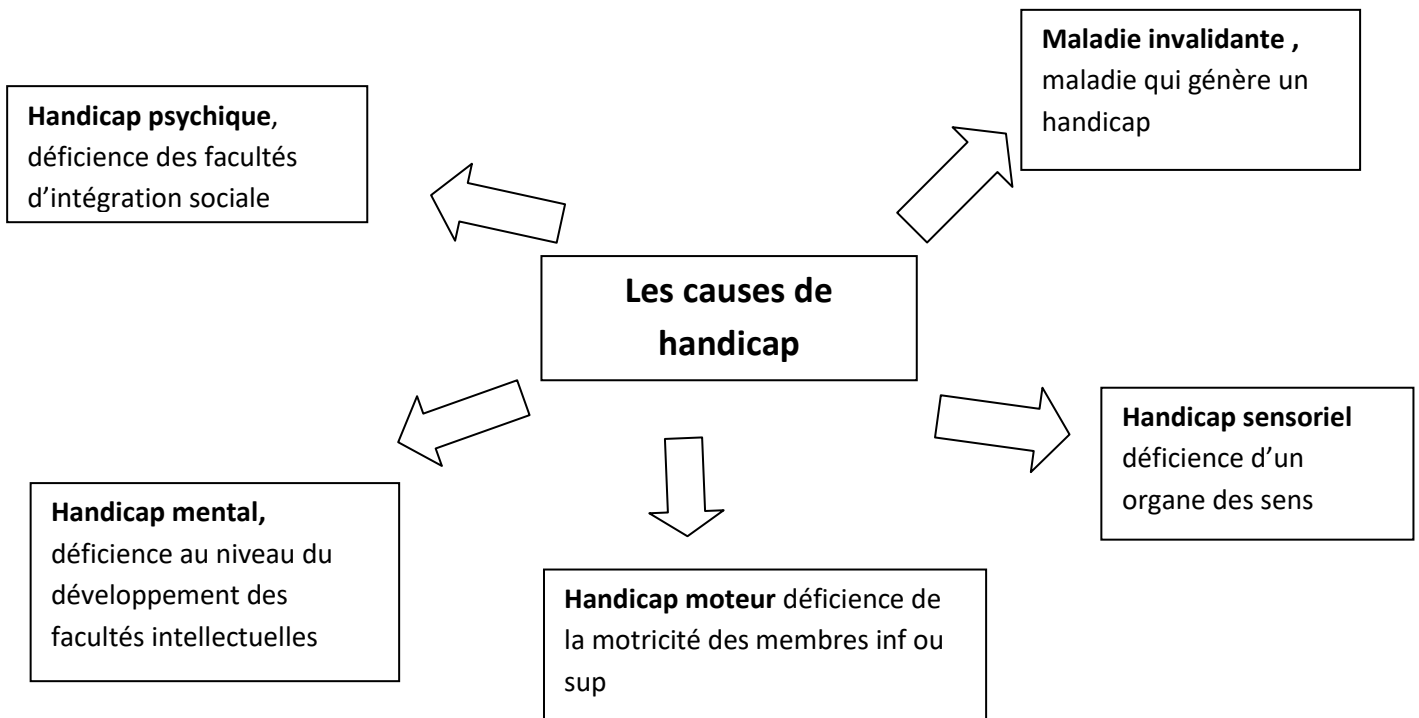 Maladie invalidante ,
maladie qui génère un
handicap
Handicap psychique,
déficience des facultés
d’intégration sociale
Les causes de
handicap
Handicap sensoriel
déficience d’un
organe des sens
Handicap mental,
déficience au niveau du
développement des
facultés intellectuelles
Handicap moteur déficience de
la motricité des membres inf ou
sup